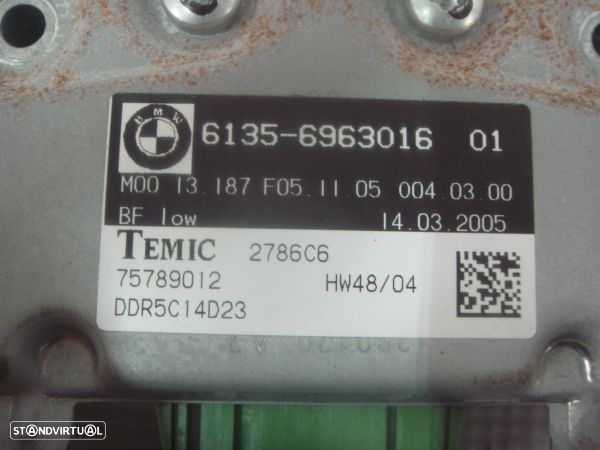 BMW
6135-6963016 01
M00 13.187 F05.11.05 004.03.00
BF low 14.03.2005
TEMIC 2786C6
75789012 HW48/04
DDR5C14D23
STANDVIRTUAL